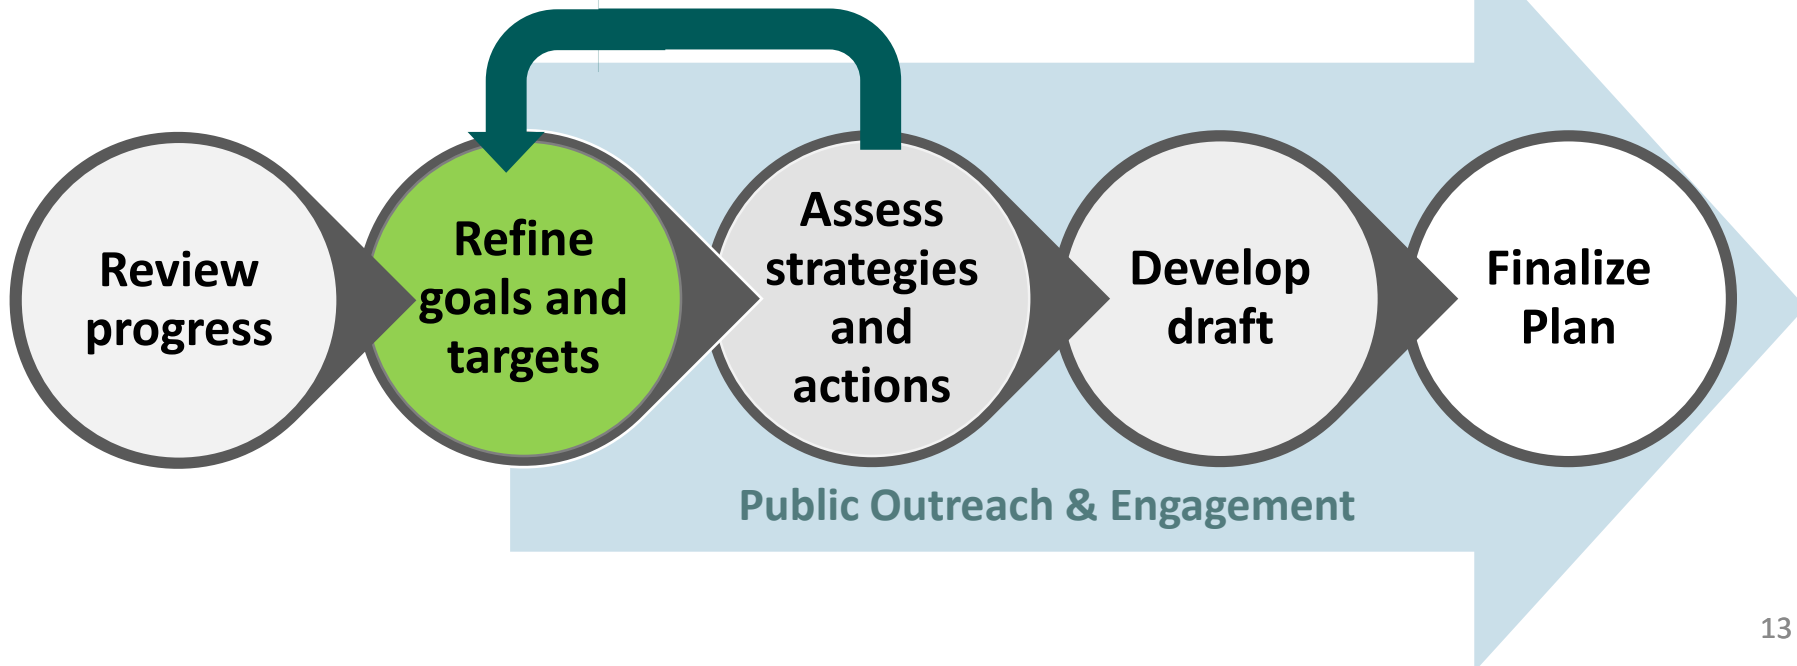 Review
progress
Refine
goals and
targets
Assess
strategies
and
actions
Develop
draft
Finalize
Plan
Public Outreach & Engagement
13